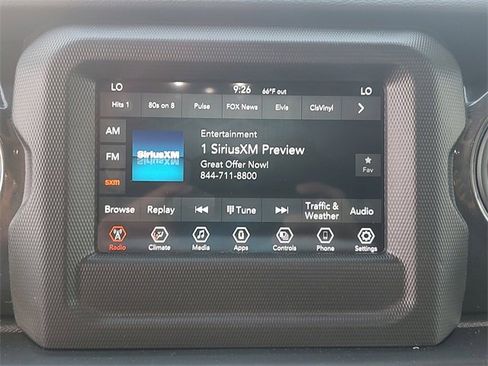 LO 9:26 66°F out LO
Hits 1 80s on 8 Pulse FOX News Elvis ClsVinyl
AM
FM
SXM
SiriusXM
Entertainment
1 SiriusXM Preview
Great Offer Now!
844-711-8800
Fav
Browse Replay Tune Traffic & Weather Audio
Radio Climate Media Apps Controls Phone Settings